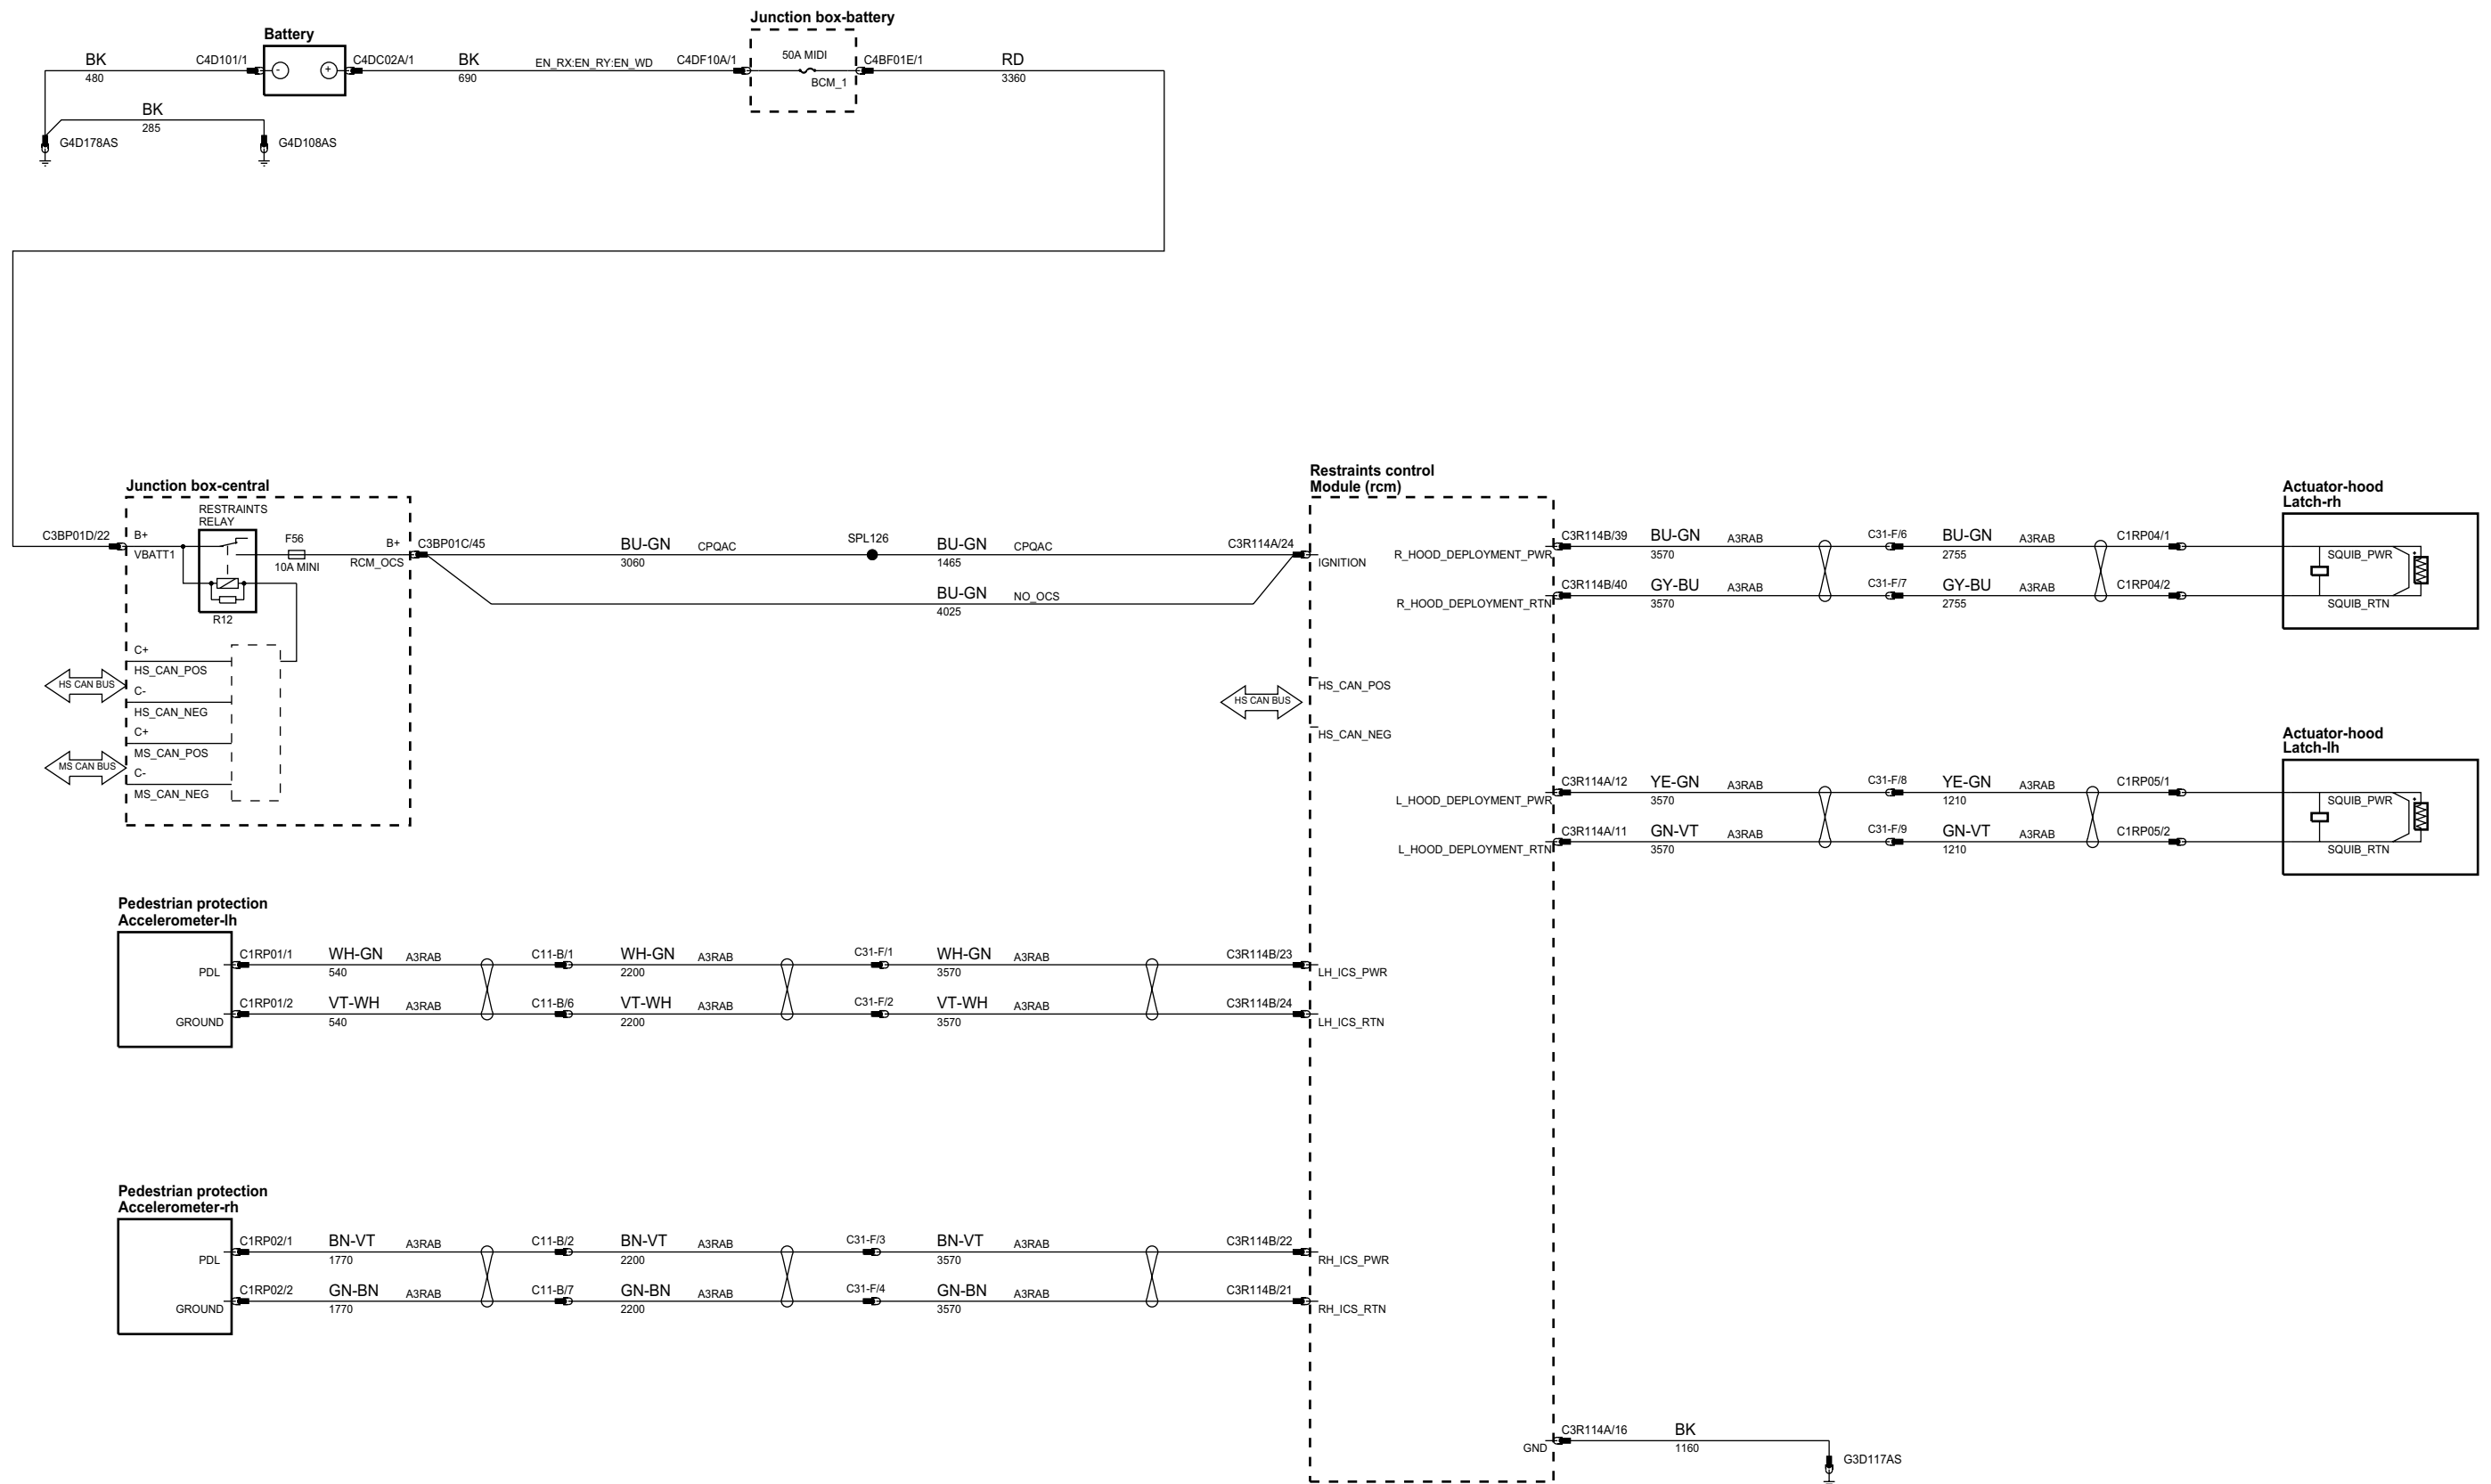 Junction box-battery
Battery
BK
480
C4D101/1
-
+
C4DC02A/1
BK
690
EN_RX:EN_RY:EN_WD
C4DF10A/1
50A MIDI
BCM_1
C4BF01E/1
RD
3360
BK
285
G4D178AS
G4D108AS
Junction box-central
RESTRAINTS
RELAY
C3BP01D/22
B+
VBATT1
F56
10A MINI
B+
RCM_OCS
R12
C3BP01C/45
BU-GN
3060
CPQAC
SPL126
BU-GN
1465
CPQAC
C3R114A/24
BU-GN
4025
NO_OCS
C+
HS_CAN_POS
HS CAN BUS
C-
HS_CAN_NEG
C+
MS_CAN_POS
MS CAN BUS
C-
MS_CAN_NEG
Restraints control
Module (rcm)
IGNITION
HS CAN BUS
HS_CAN_POS
HS_CAN_NEG
R_HOOD_DEPLOYMENT_PWR
C3R114B/39
BU-GN
3570
A3RAB
C31-F/6
BU-GN
2755
A3RAB
C1RP04/1
R_HOOD_DEPLOYMENT_RTN
C3R114B/40
GY-BU
3570
A3RAB
C31-F/7
GY-BU
2755
A3RAB
C1RP04/2
Actuator-hood
Latch-rh
SQUIB_PWR
+
SQUIB_RTN
L_HOOD_DEPLOYMENT_PWR
C3R114A/12
YE-GN
3570
A3RAB
C31-F/8
YE-GN
1210
A3RAB
C1RP05/1
L_HOOD_DEPLOYMENT_RTN
C3R114A/11
GN-VT
3570
A3RAB
C31-F/9
GN-VT
1210
A3RAB
C1RP05/2
Actuator-hood
Latch-lh
SQUIB_PWR
+
SQUIB_RTN
Pedestrian protection
Accelerometer-lh
PDL
C1RP01/1
WH-GN
540
A3RAB
C11-B/1
WH-GN
2200
A3RAB
C31-F/1
WH-GN
3570
A3RAB
C3R114B/23
LH_ICS_PWR
GROUND
C1RP01/2
VT-WH
540
A3RAB
C11-B/6
VT-WH
2200
A3RAB
C31-F/2
VT-WH
3570
A3RAB
C3R114B/24
LH_ICS_RTN
Pedestrian protection
Accelerometer-rh
PDL
C1RP02/1
BN-VT
1770
A3RAB
C11-B/2
BN-VT
2200
A3RAB
C31-F/3
BN-VT
3570
A3RAB
C3R114B/22
RH_ICS_PWR
GROUND
C1RP02/2
GN-BN
1770
A3RAB
C11-B/7
GN-BN
2200
A3RAB
C31-F/4
GN-BN
3570
A3RAB
C3R114B/21
RH_ICS_RTN
GND
C3R114A/16
BK
1160
G3D117AS